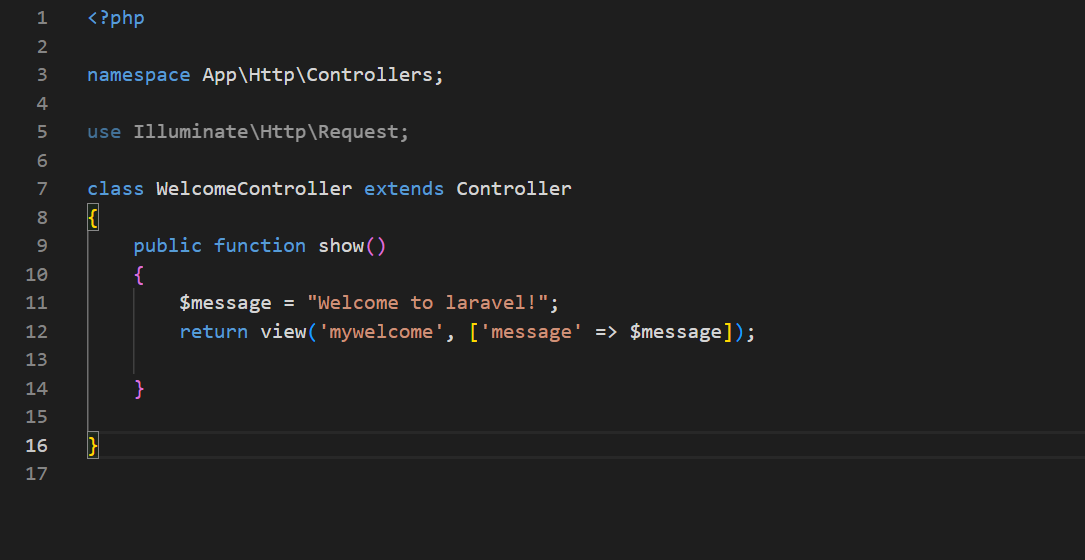 1 <?php
2
3 namespace App\Http\Controllers;
4
5 use Illuminate\Http\Request;
6
7 class WelcomeController extends Controller
8 {
9     public function show()
10     {
11         $message = "Welcome to laravel!";
12         return view('mywelcome', ['message' => $message]);
13
14     }
15
16 }
17